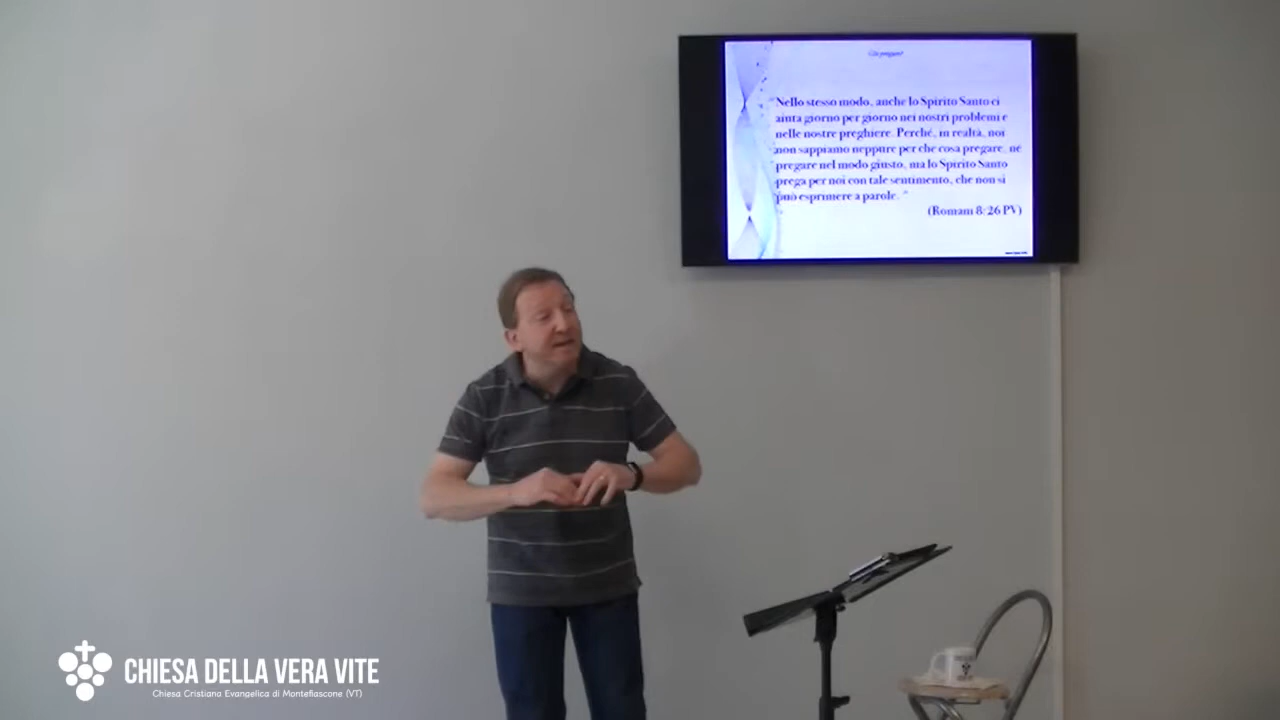 "Nello stesso modo, anche lo Spirito Santo ci
aiuta giorno per giorno nei nostri problemi e
nelle nostre preghiere. Perché, in realtà, noi
non sappiamo neppure per che cosa pregare, né
pregare nel modo giusto, ma lo Spirito Santo
prega per noi con tale sentimento, che non si
può esprimere a parole. "
(Romani 8:26 PV)
CHIESA DELLA VERA VITE
Chiesa Cristiana Evangelica di Montefiascone (VT)